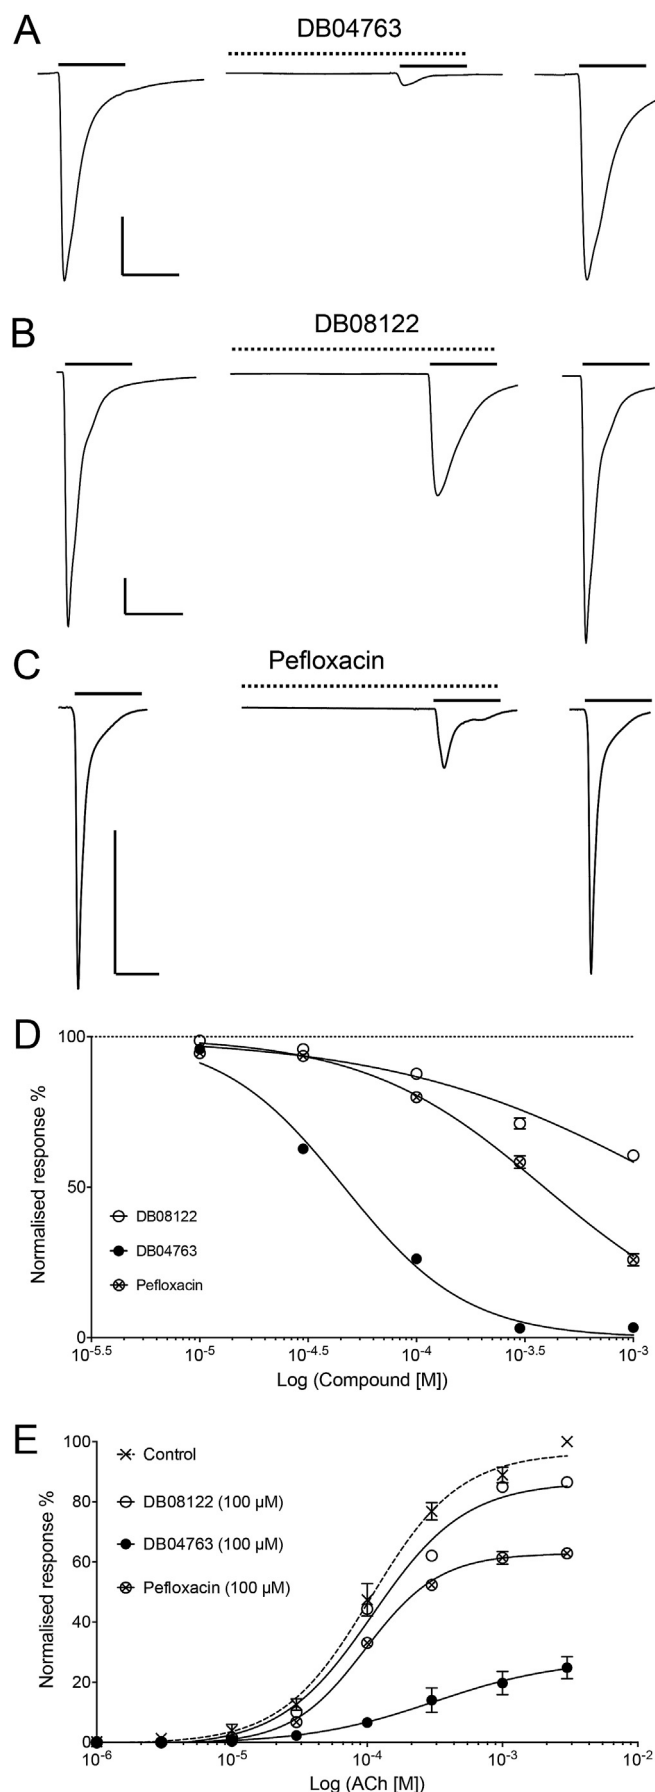 A
DB04763
B
DB08122
C
Pefloxacin
D
100
50
0
Normalised response %
DB08122
DB04763
Pefloxacin
10-5.5 10-5 10-4.5 10-4 10-3.5 10-3
Log (Compound [M])
E
100
80
60
40
20
0
Normalised response %
Control
DB08122 (100 µM)
DB04763 (100 µM)
Pefloxacin (100 µM)
10-6 10-5 10-4 10-3 10-2
Log (ACh [M])